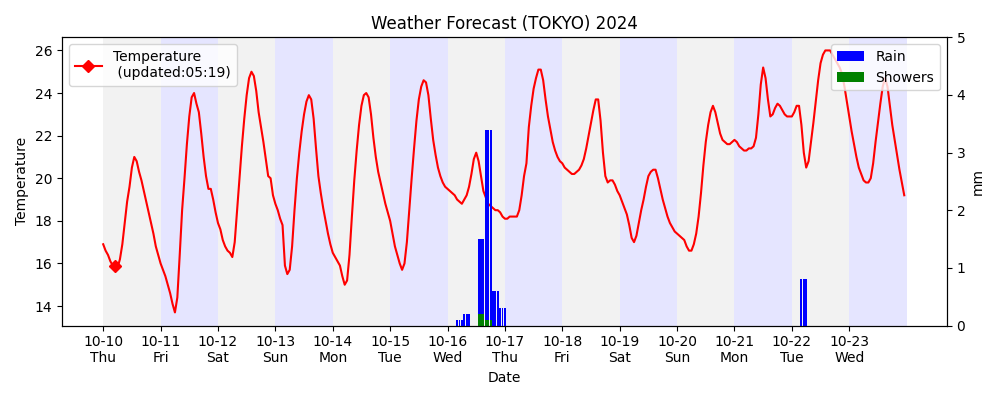 Weather Forecast (TOKYO) 2024
Temperature
(updated:05:19)
Rain
Showers
Temperature
26
24
22
20
18
16
14
5
4
3
2
1
0
mm
10-10 10-11 10-12 10-13 10-14 10-15 10-16 10-17 10-18 10-19 10-20 10-21 10-22 10-23
Thu Fri Sat Sun Mon Tue Wed Thu Fri Sat Sun Mon Tue Wed
Date